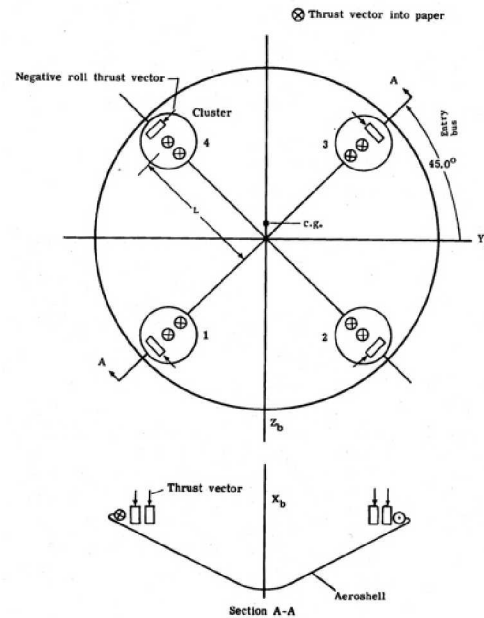 ⊗ Thrust vector into paper
Negative roll thrust vector
A
Cluster
4
3
Entry
bus
45.0°
L
c.g.
Y
1
2
A
Z_b
Thrust vector
X_b
Aeroshell
Section A-A